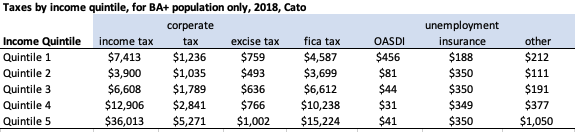 Taxes by income quintile, for BA+ population only, 2018, Cato
corperate unemployment
Income Quintile income tax tax excise tax fica tax OASDI insurance other
Quintile 1 $7,413 $1,236 $759 $4,587 $456 $188 $212
Quintile 2 $3,900 $1,035 $493 $3,699 $81 $350 $111
Quintile 3 $6,608 $1,789 $636 $6,612 $44 $350 $191
Quintile 4 $12,906 $2,841 $766 $10,238 $31 $349 $377
Quintile 5 $36,013 $5,271 $1,002 $15,224 $41 $350 $1,050